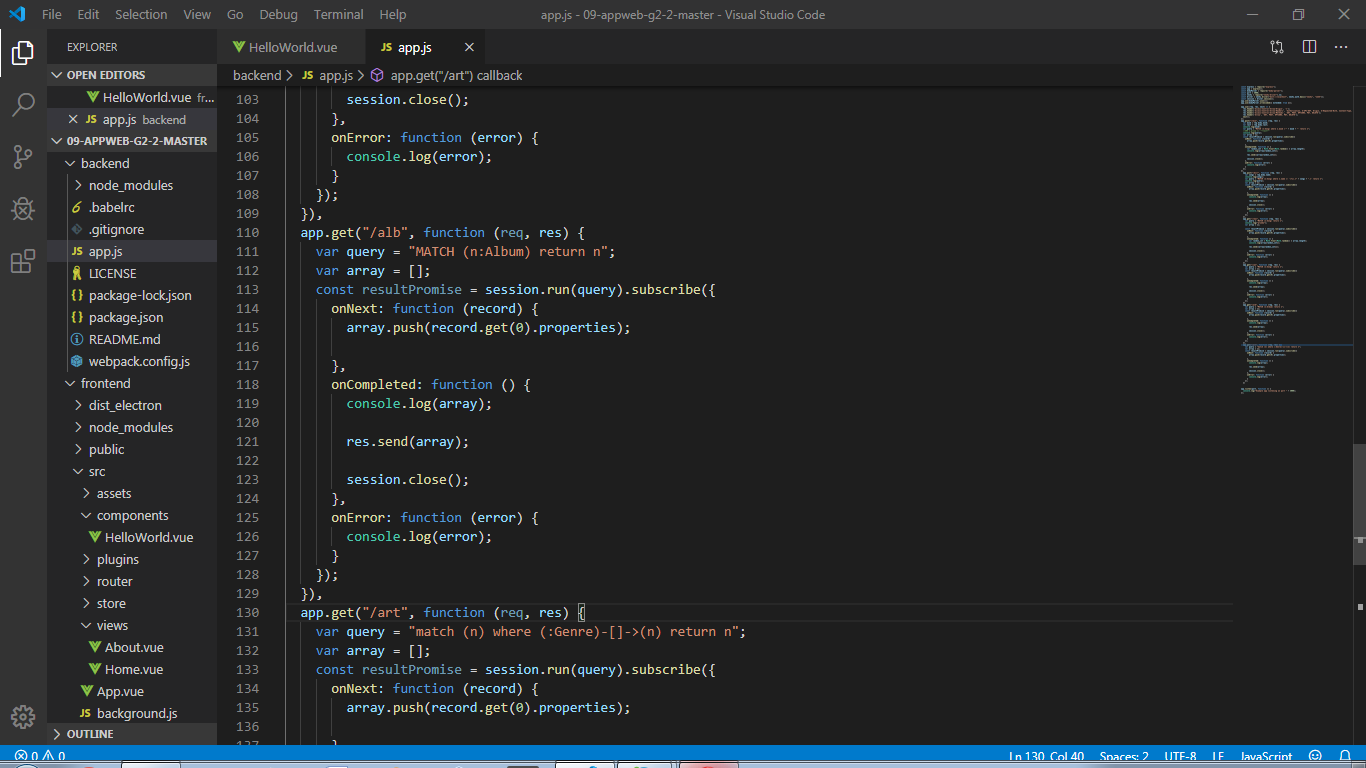 File Edit Selection View Go Debug Terminal Help
app.js - 09-appweb-g2-2-master - Visual Studio Code
EXPLORER
OPEN EDITORS
HelloWorld.vue fr...
app.js backend
09-APPWEB-G2-2-MASTER
backend
node_modules
.babelrc
.gitignore
JS app.js
LICENSE
{} package-lock.json
{} package.json
README.md
webpack.config.js
frontend
dist_electron
node_modules
public
src
assets
components
HelloWorld.vue
plugins
router
store
views
About.vue
Home.vue
App.vue
JS background.js
OUTLINE
HelloWorld.vue
JS app.js
backend > JS app.js > app.get("/art") callback
103 session.close();
104 },
105 onError: function (error) {
106 console.log(error);
107 }
108 });
109 }),
110 app.get("/alb", function (req, res) {
111 var query = "MATCH (n:Album) return n";
112 var array = [];
113 const resultPromise = session.run(query).subscribe({
114 onNext: function (record) {
115 array.push(record.get(0).properties);
116
117 },
118 onCompleted: function () {
119 console.log(array);
120
121 res.send(array);
122
123 session.close();
124 },
125 onError: function (error) {
126 console.log(error);
127 }
128 });
129 }),
130 app.get("/art", function (req, res) {
131 var query = "match (n) where (:Genre)-[]->(n) return n";
132 var array = [];
133 const resultPromise = session.run(query).subscribe({
134 onNext: function (record) {
135 array.push(record.get(0).properties);
136
137 }
0 0
Ln 130, Col 40 Spaces: 2 UTF-8 LF JavaScript